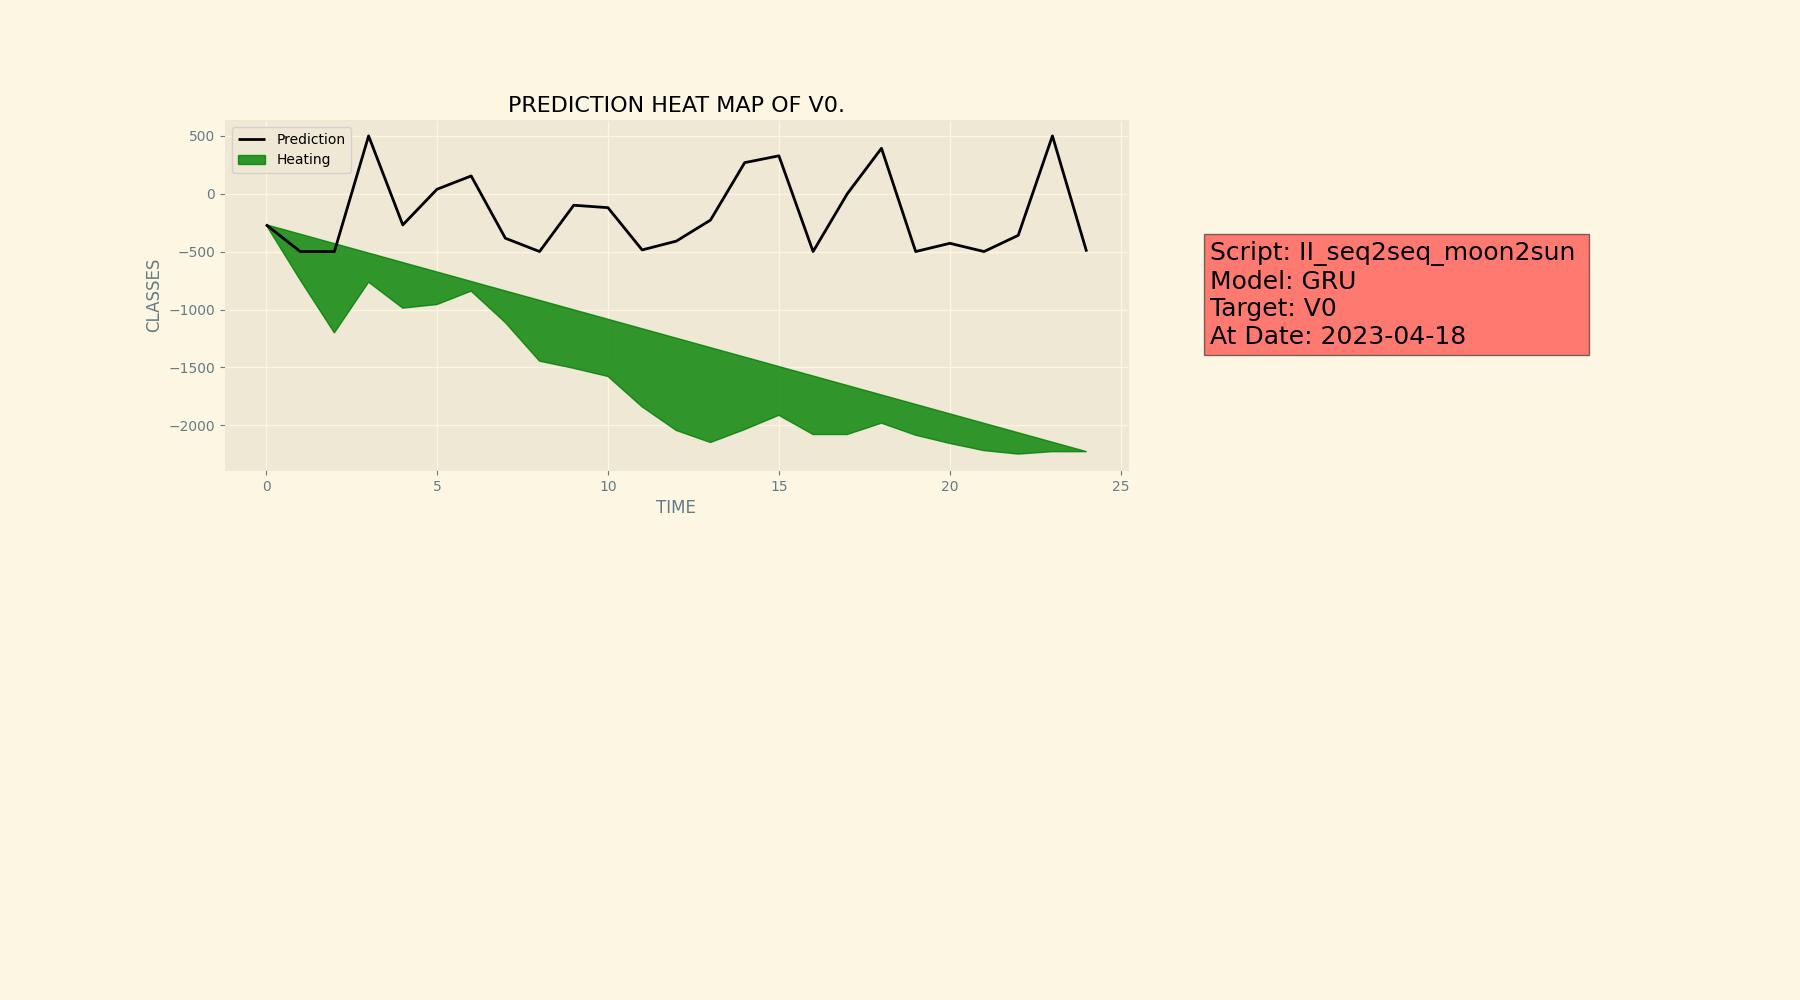 PREDICTION HEAT MAP OF V0.
Prediction
Heating
500
0
−500
−1000
−1500
−2000
CLASSES
0 5 10 15 20 25
TIME
Script: II_seq2seq_moon2sun
Model: GRU
Target: V0
At Date: 2023-04-18